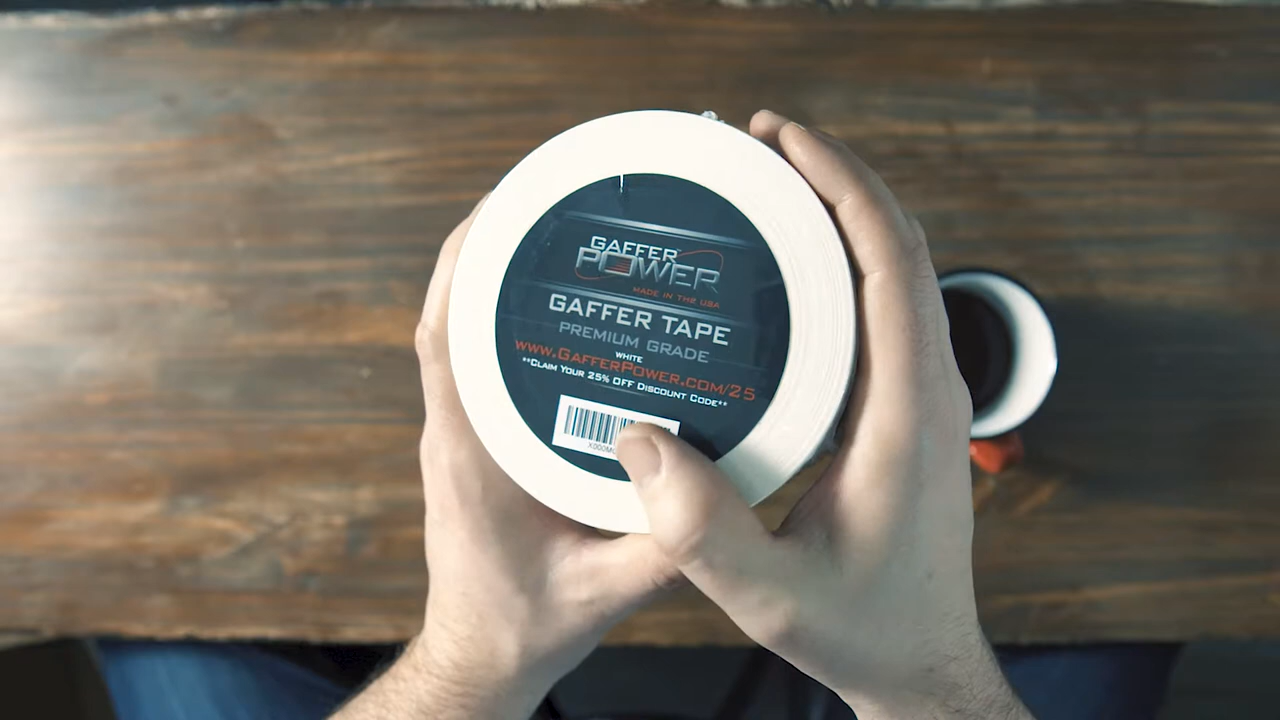 GAFFER
POWER
MADE IN THE USA
GAFFER TAPE
PREMIUM GRADE
WHITE
WWW.GAFFERPOWER.COM/25
**CLAIM YOUR 25% OFF DISCOUNT CODE**